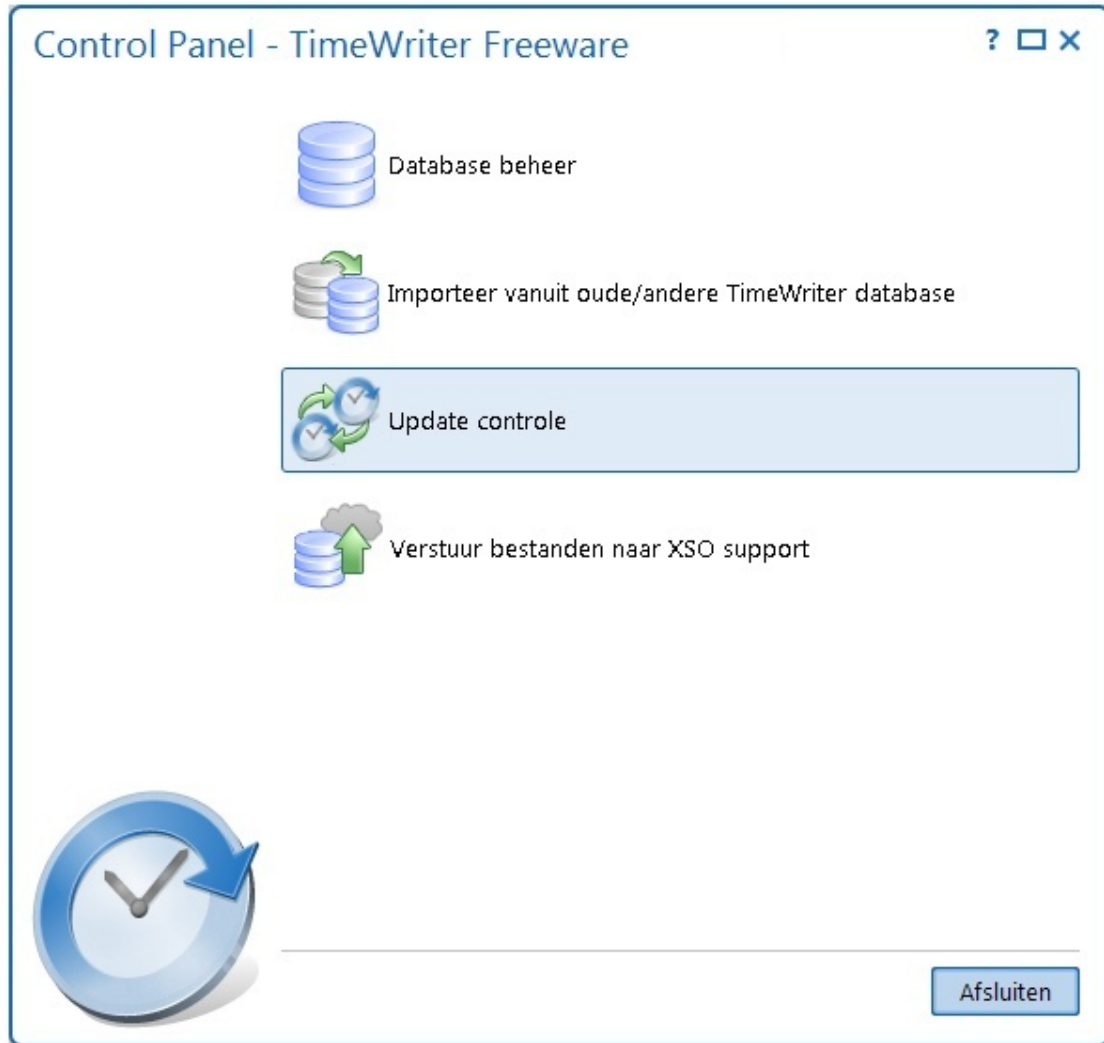 Control Panel - TimeWriter Freeware
?
Database beheer
Importeer vanuit oude/andere TimeWriter database
Update controle
Verstuur bestanden naar XSO support
Afsluiten